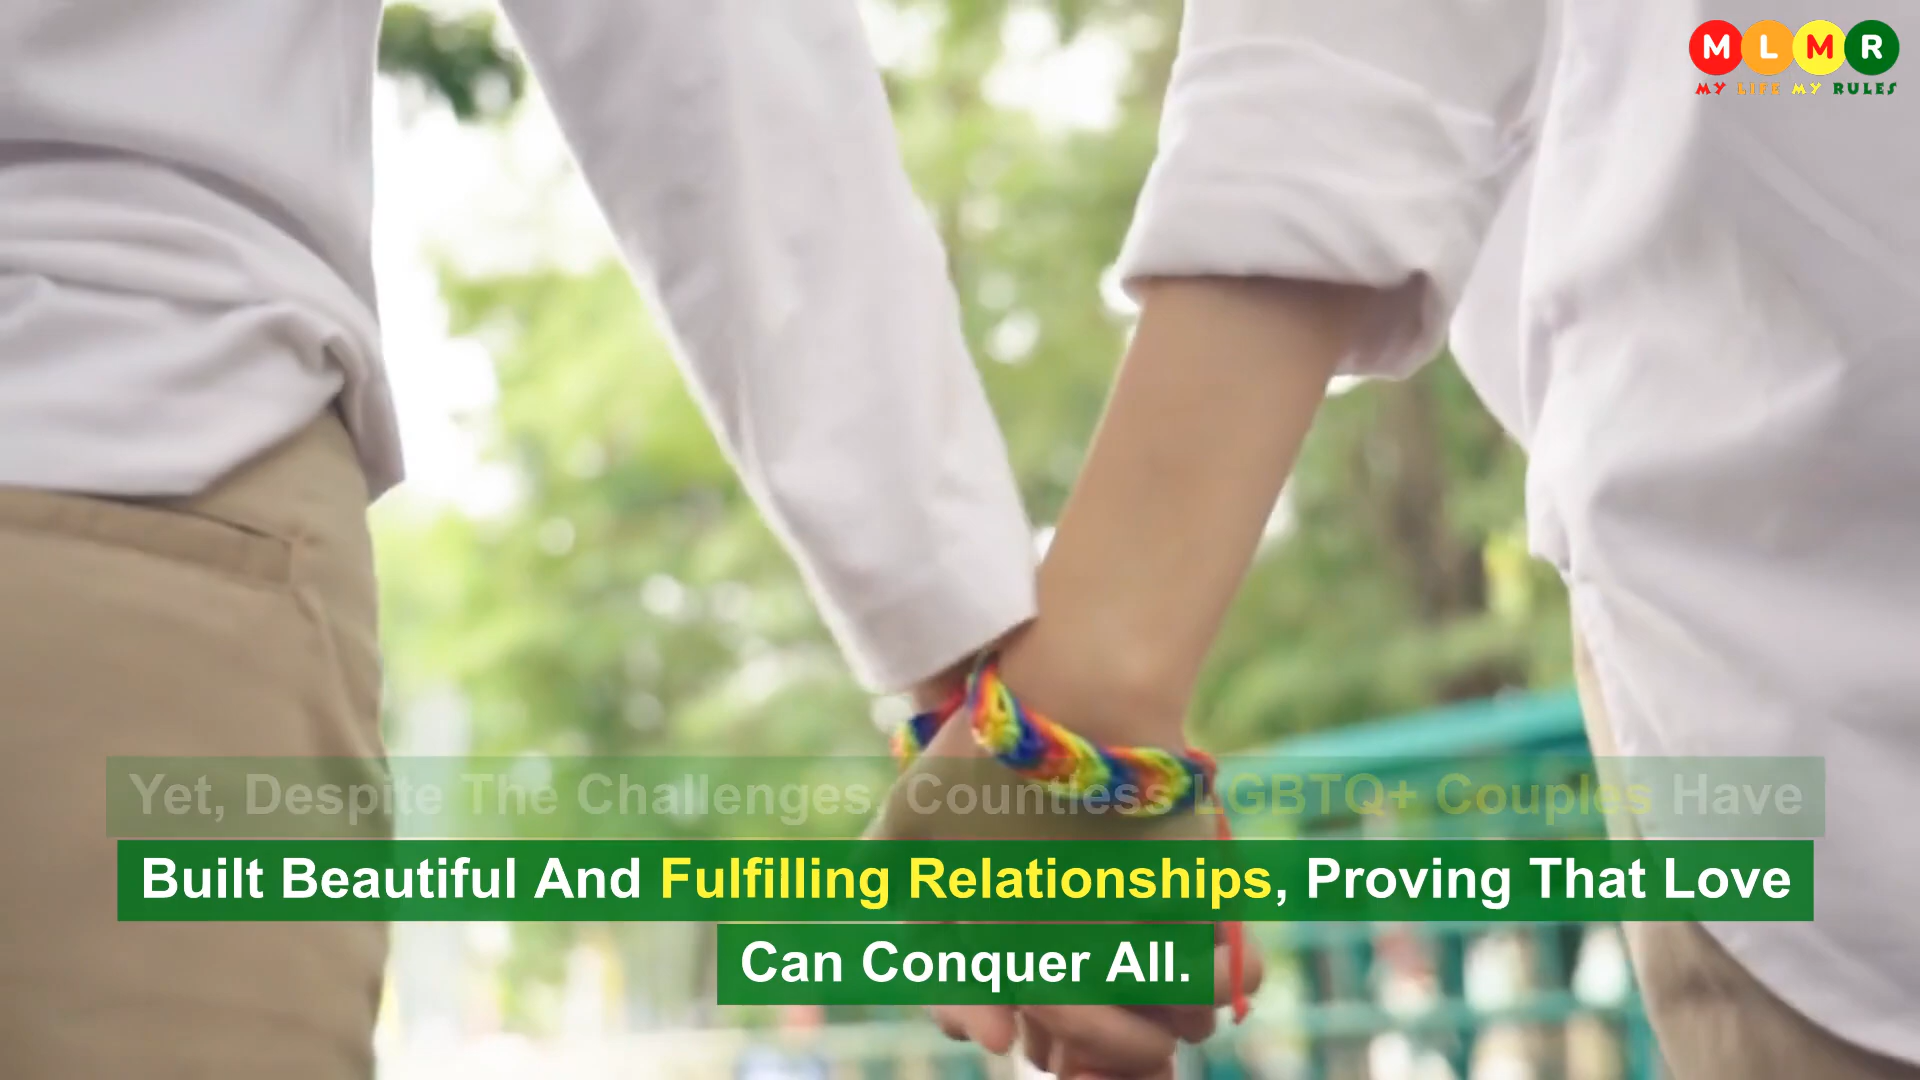 M L M R
MY LIFE MY RULES
Yet, Despite The Challenges, Countless LGBTQ+ Couples Have
Built Beautiful And Fulfilling Relationships, Proving That Love
Can Conquer All.